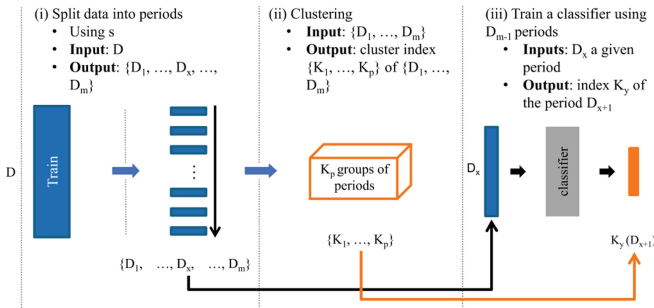 (i) Split data into periods
• Using s
• Input: D
• Output: {D1, …, Dx, …,
Dm}
(ii) Clustering
• Input: {D1, …, Dm}
• Output: cluster index
{K1, …, Kp} of {D1, …,
Dm}
(iii) Train a classifier using
Dm-1 periods
• Inputs: Dx a given
period
• Output: index Ky of
the period Dx+1
D
Train
⋮
{D1, …, Dx, …, Dm}
Kp groups of
periods
{K1, …, Kp}
Dx
classifier
Ky (Dx+1)